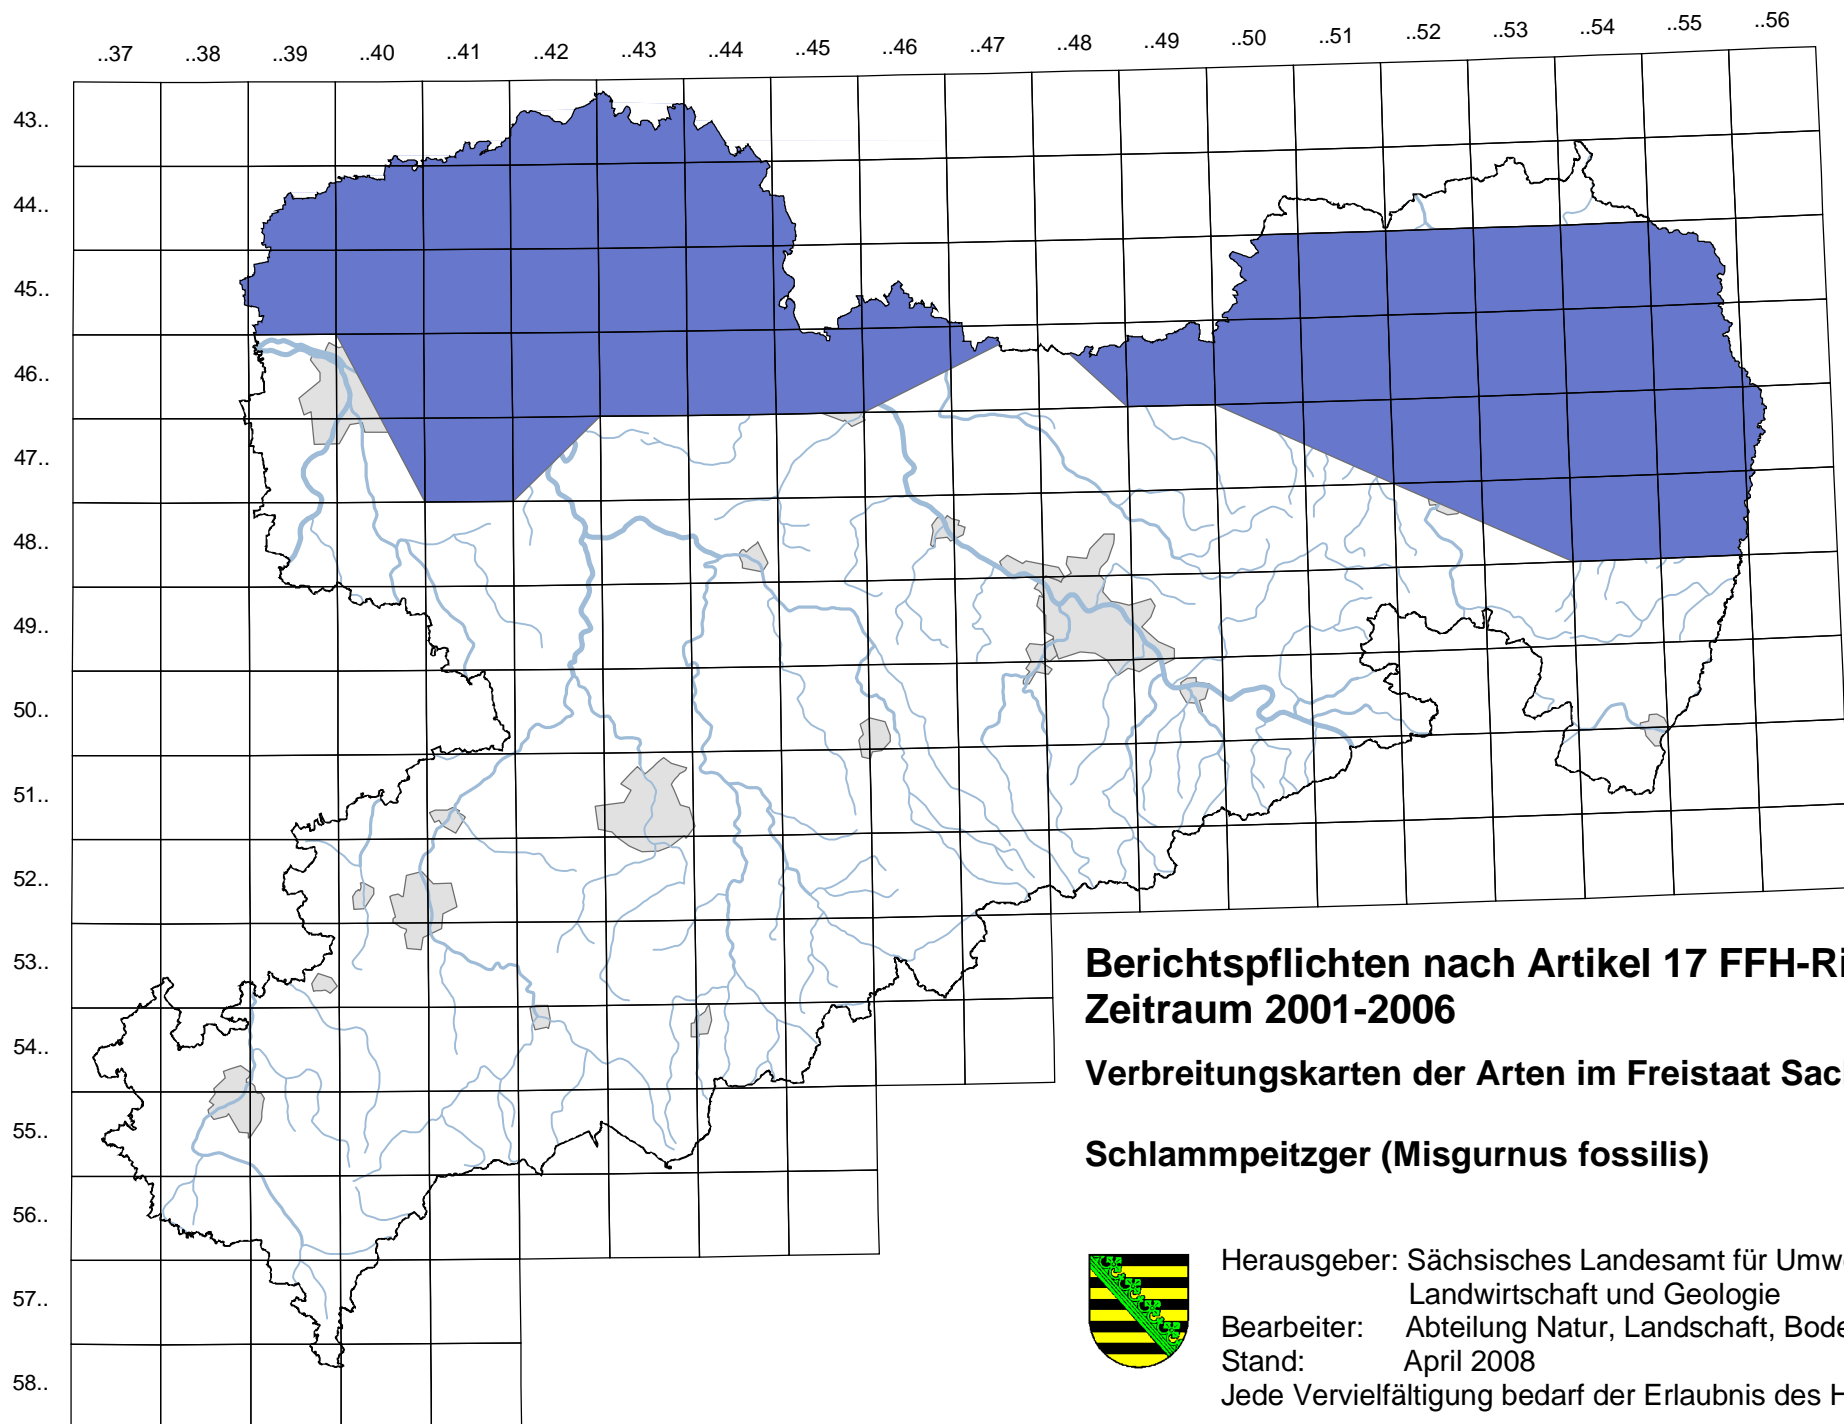 ..37 ..38 ..39 ..40 ..41 ..42 ..43 ..44 ..45 ..46 ..47 ..48 ..49 ..50 ..51 ..52 ..53 ..54 ..55 ..56
43..
44..
45..
46..
47..
48..
49..
50..
51..
52..
53..
54..
55..
56..
57..
58..
Berichtspflichten nach Artikel 17 FFH-Ri
Zeitraum 2001-2006
Verbreitungskarten der Arten im Freistaat Sac
Schlammpeitzger (Misgurnus fossilis)
Herausgeber: Sächsisches Landesamt für Umwe
Landwirtschaft und Geologie
Bearbeiter: Abteilung Natur, Landschaft, Bode
Stand: April 2008
Jede Vervielfältigung bedarf der Erlaubnis des H